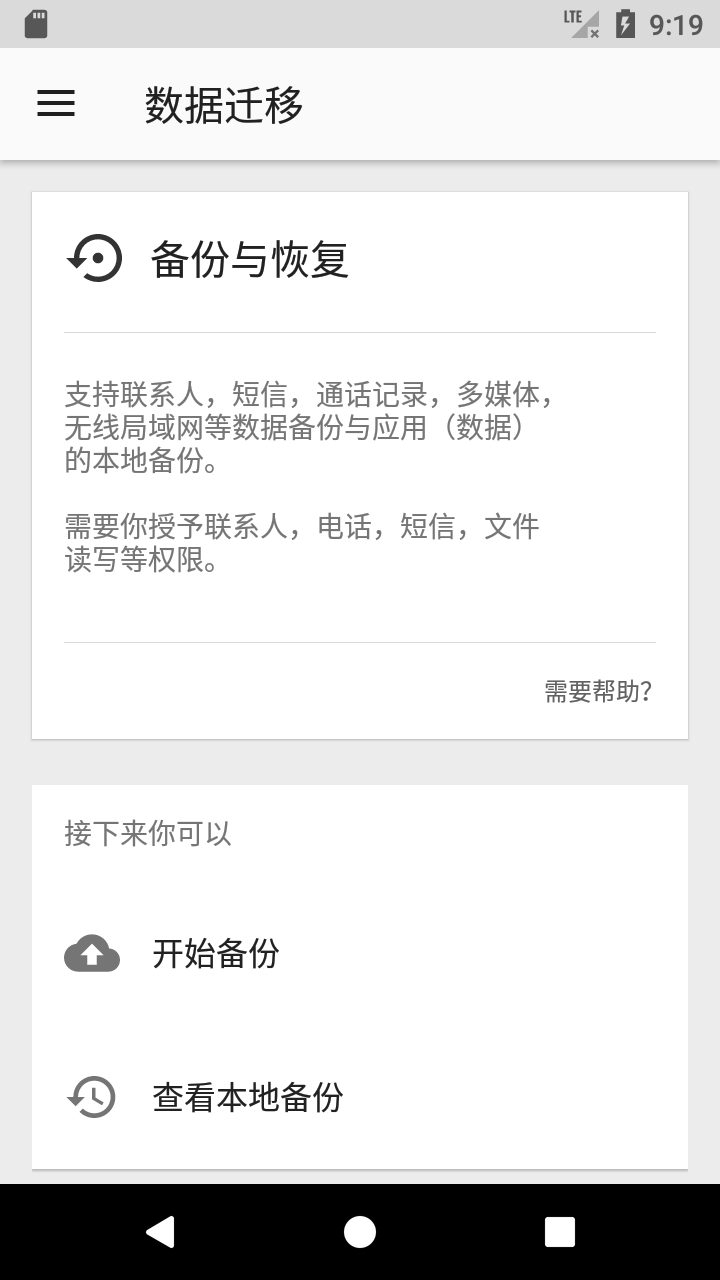 LTE 9:19
数据迁移
备份与恢复
支持联系人，短信，通话记录，多媒体，
无线局域网等数据备份与应用（数据）
的本地备份。
需要你授予联系人，电话，短信，文件
读写等权限。
需要帮助？
接下来你可以
开始备份
查看本地备份